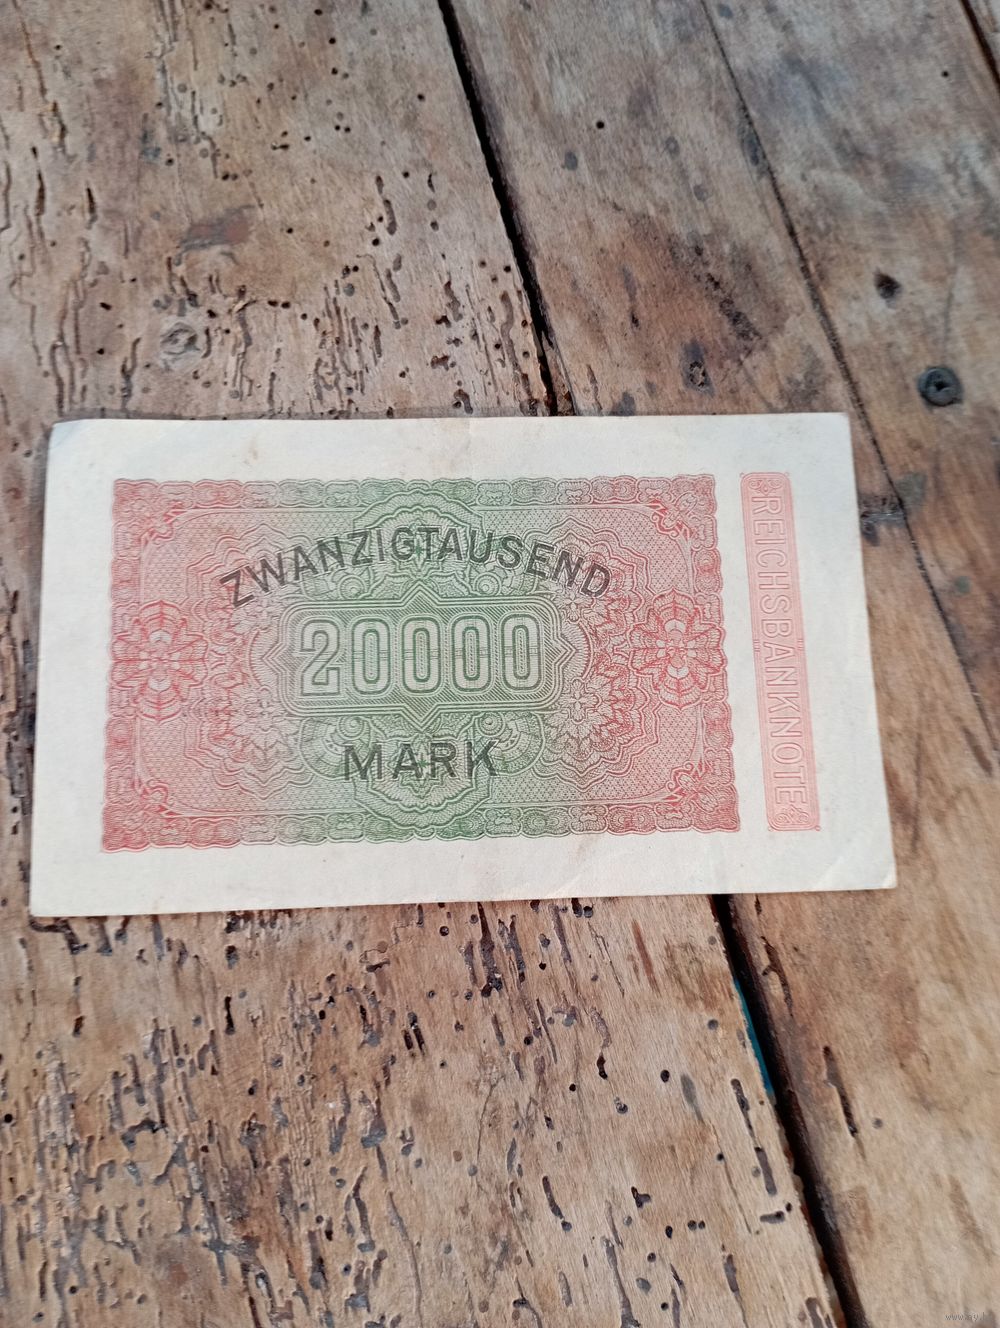 ZWANZIGTAUSEND
20000
MARK
REICHSBANKNOTE